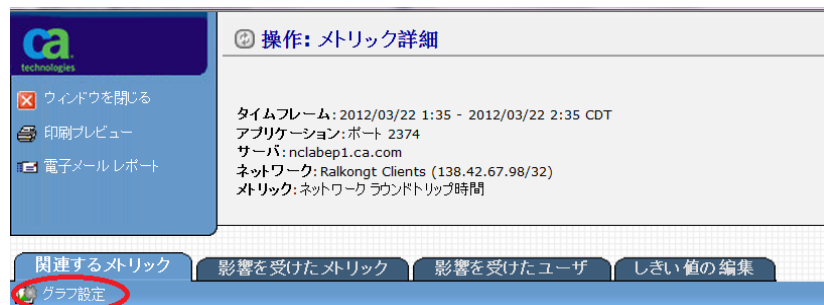 ca.
technologies
操作: メトリック詳細
ウィンドウを閉じる
印刷プレビュー
電子メール レポート
タイムフレーム: 2012/03/22 1:35 - 2012/03/22 2:35 CDT
アプリケーション: ポート 2374
サーバ: nclabep1.ca.com
ネットワーク: Ralkongt Clients (138.42.67.98/32)
メトリック: ネットワーク ラウンドトリップ時間
関連するメトリック
影響を受けたメトリック
影響を受けたユーザ
しきい値の編集
グラフ設定